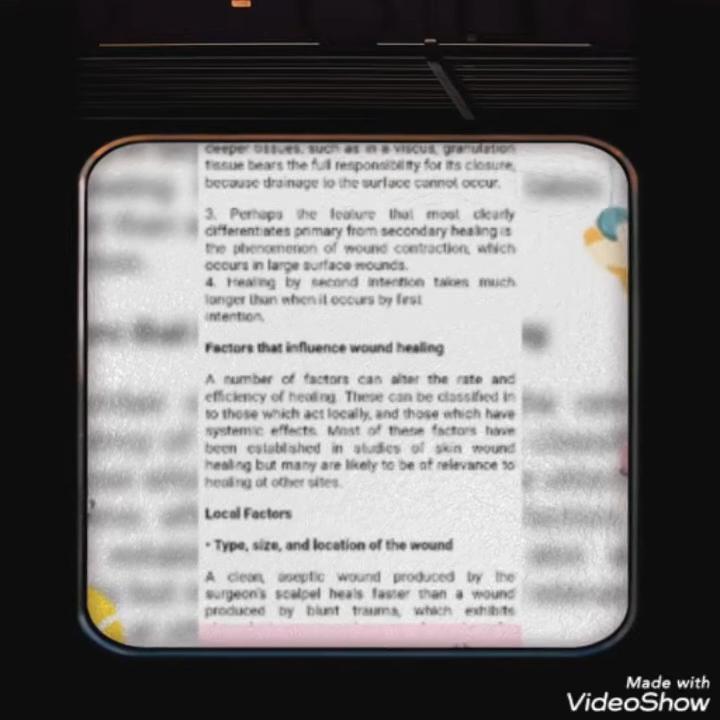 deeper tissues, such as in a viscus, granulation
tissue bears the full responsibility for its closure,
because drainage to the surface cannot occur.
3. Perhaps the feature that most clearly
differentiates primary from secondary healing is
the phenomenon of wound contraction, which
occurs in large surface wounds.
4. Healing by second intention takes much
longer than when it occurs by first
intention.
Factors that influence wound healing
A number of factors can alter the rate and
efficiency of healing. These can be classified in
to those which act locally, and those which have
systemic effects. Most of these factors have
been established in studies of skin wound
healing but many are likely to be of relevance to
healing at other sites.
Local Factors
• Type, size, and location of the wound
A clean, aseptic wound produced by the
surgeon's scalpel heals faster than a wound
produced by blunt trauma, which exhibits
Made with
VideoShow